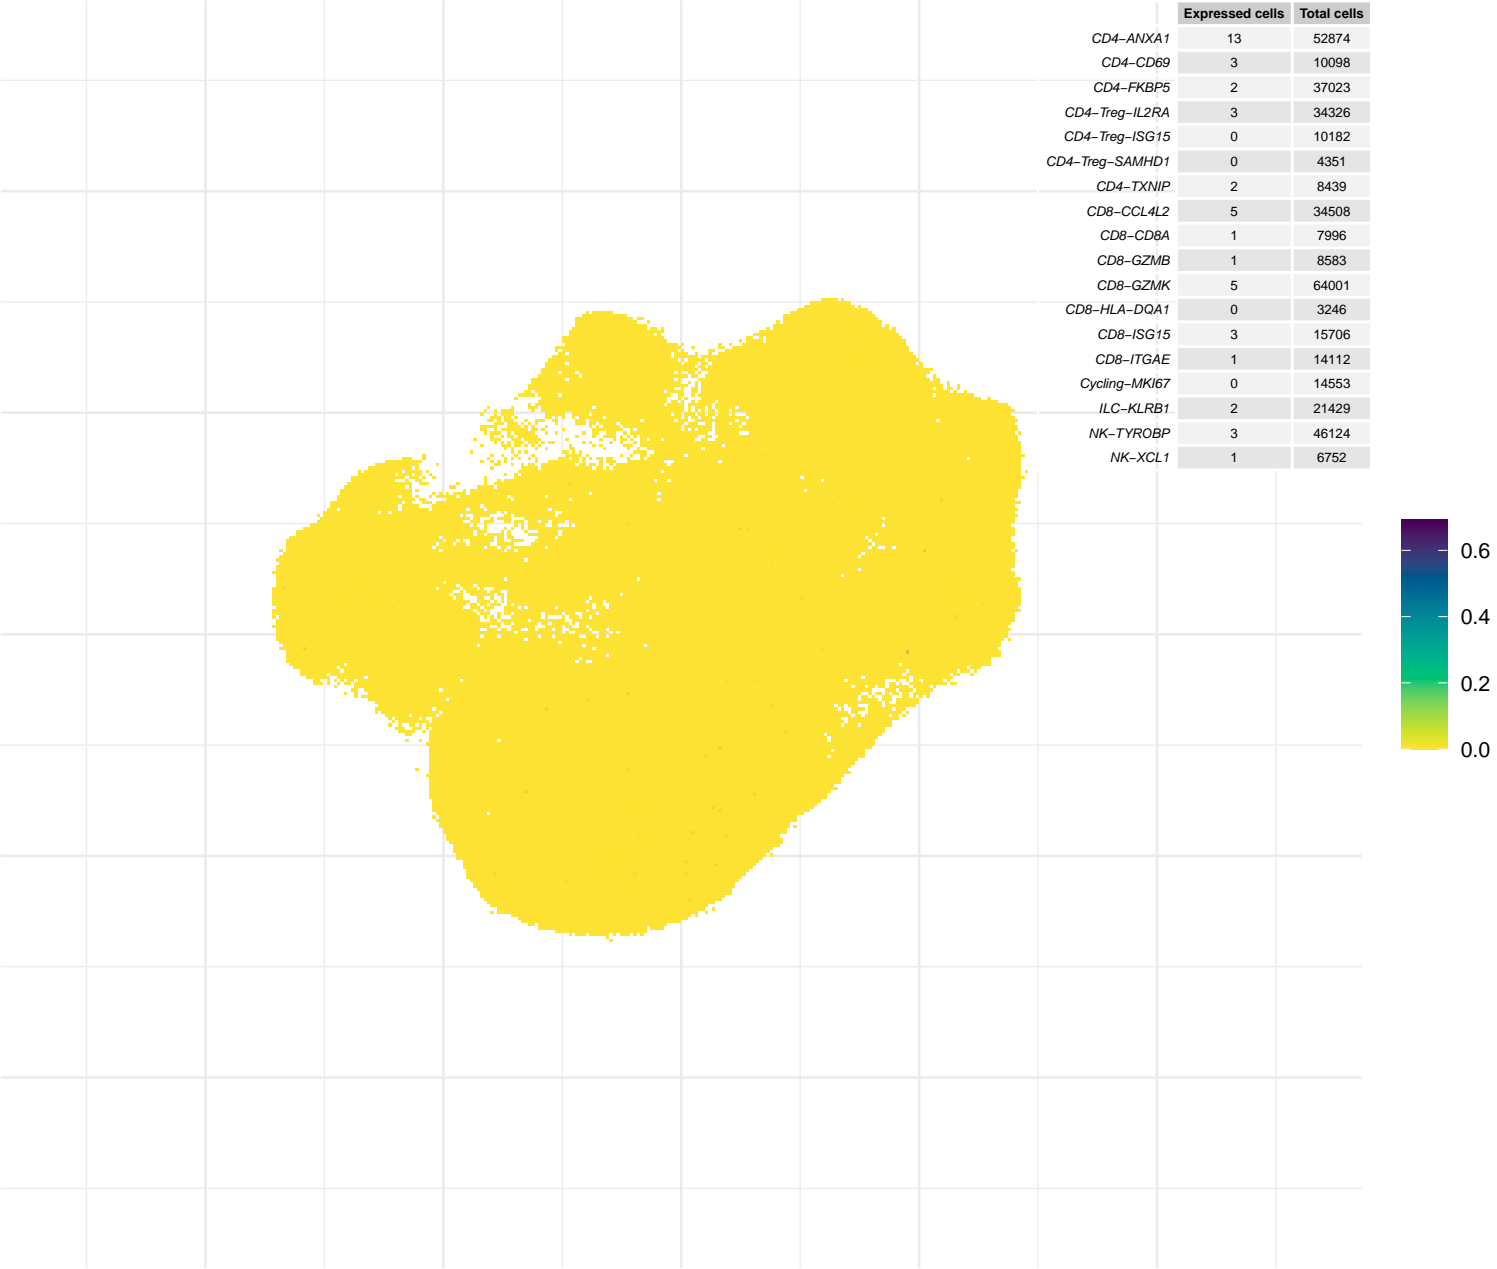 Expressed cells Total cells
CD4−ANXA1 13 52874
CD4−CD69 3 10098
CD4−FKBP5 2 37023
CD4−Treg−IL2RA 3 34326
CD4−Treg−ISG15 0 10182
CD4−Treg−SAMHD1 0 4351
CD4−TXNIP 2 8439
CD8−CCL4L2 5 34508
CD8−CD8A 1 7996
CD8−GZMB 1 8583
CD8−GZMK 5 64001
CD8−HLA−DQA1 0 3246
CD8−ISG15 3 15706
CD8−ITGAE 1 14112
Cycling−MKI67 0 14553
ILC−KLRB1 2 21429
NK−TYROBP 3 46124
NK−XCL1 1 6752
0.6
0.4
0.2
0.0